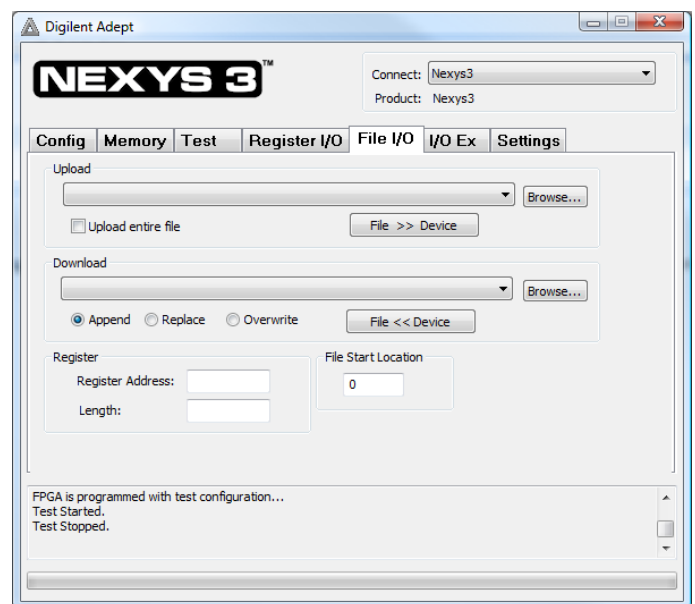 Digilent Adept
NEXYS 3™
Connect: Nexys3
Product: Nexys3
Config Memory Test Register I/O File I/O I/O Ex Settings
Upload
Browse...
Upload entire file File >> Device
Download
Browse...
Append Replace Overwrite File << Device
Register File Start Location
Register Address: 0
Length:
FPGA is programmed with test configuration...
Test Started.
Test Stopped.